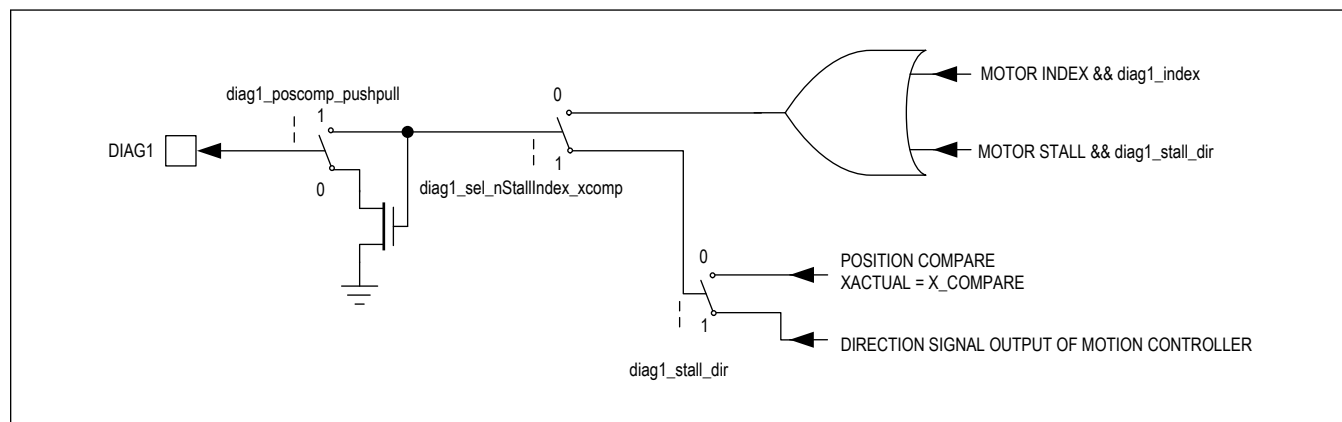 diag1_poscomp_pushpull
1
0
DIAG1
0
1
diag1_sel_nStallIndex_xcomp
MOTOR INDEX && diag1_index
MOTOR STALL && diag1_stall_dir
0
1
diag1_stall_dir
POSITION COMPARE
XACTUAL = X_COMPARE
DIRECTION SIGNAL OUTPUT OF MOTION CONTROLLER